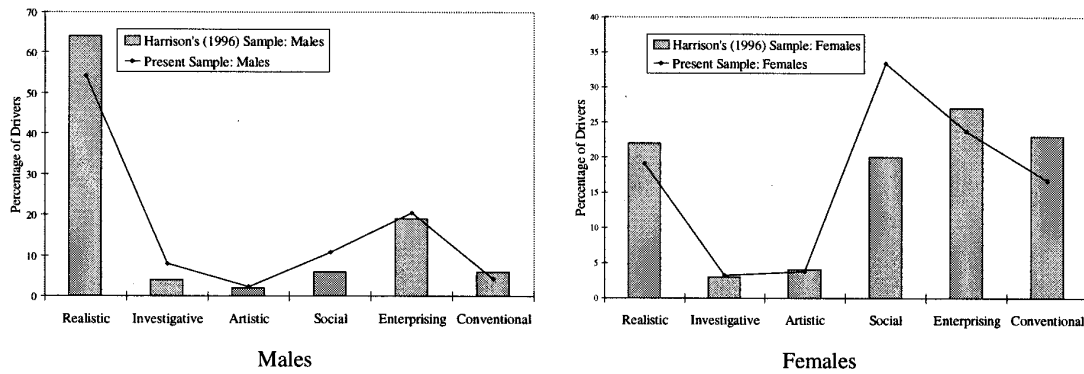 Percentage of Drivers
70
60
50
40
30
20
10
0
Harrison's (1996) Sample: Males
Present Sample: Males
Realistic Investigative Artistic Social Enterprising Conventional
Males
Percentage of Drivers
40
35
30
25
20
15
10
5
0
Harrison's (1996) Sample: Females
Present Sample: Females
Realistic Investigative Artistic Social Enterprising Conventional
Females